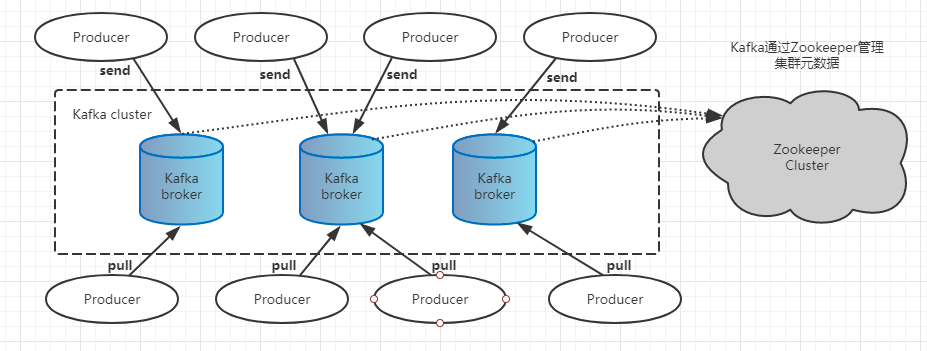 Producer
Producer
Producer
Producer
send
send
send
send
Kafka通过Zookeeper管理
集群元数据
Kafka cluster
Kafka
broker
Kafka
broker
Kafka
broker
Zookeeper
Cluster
pull
pull
pull
pull
Producer
Producer
Producer
Producer